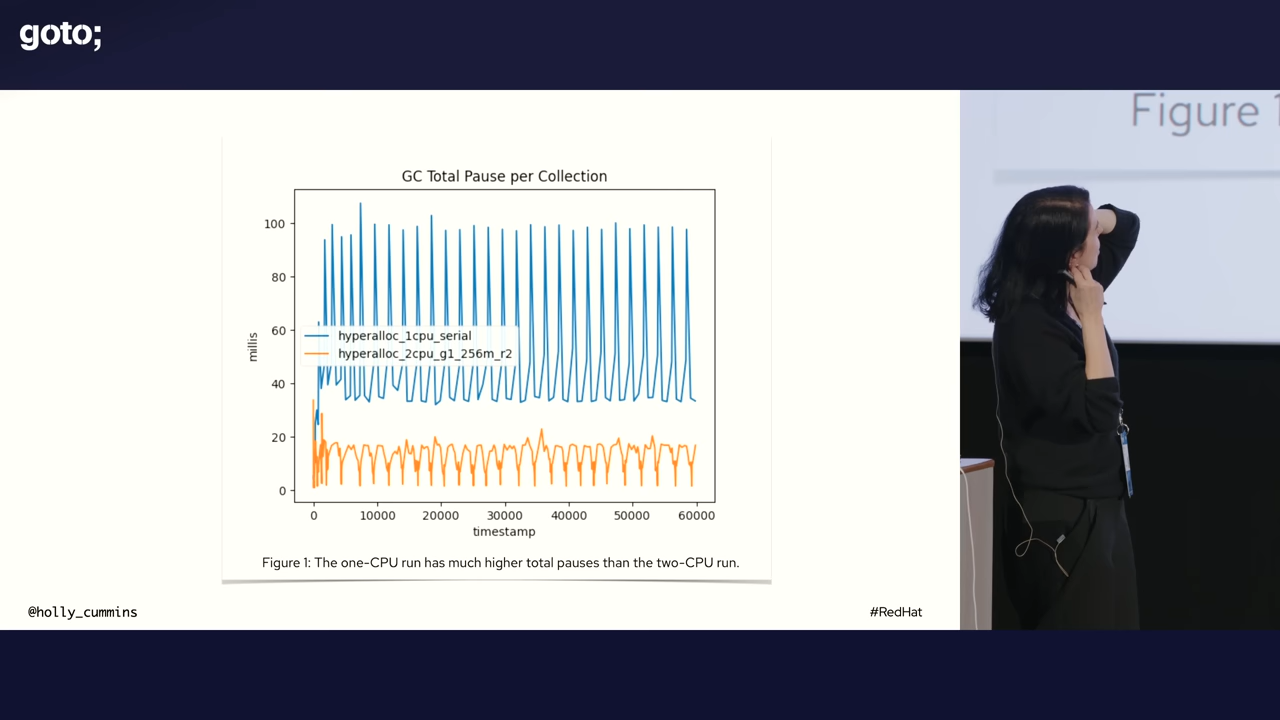 goto;
GC Total Pause per Collection
100
80
60
40
20
0
millis
hyperalloc_1cpu_serial
hyperalloc_2cpu_g1_256m_r2
0 10000 20000 30000 40000 50000 60000
timestamp
Figure 1: The one-CPU run has much higher total pauses than the two-CPU run.
@holly_cummins
#RedHat
Figure 1